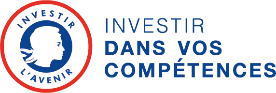 INVESTIR
L'AVENIR
INVESTIR
DANS VOS
COMPÉTENCES